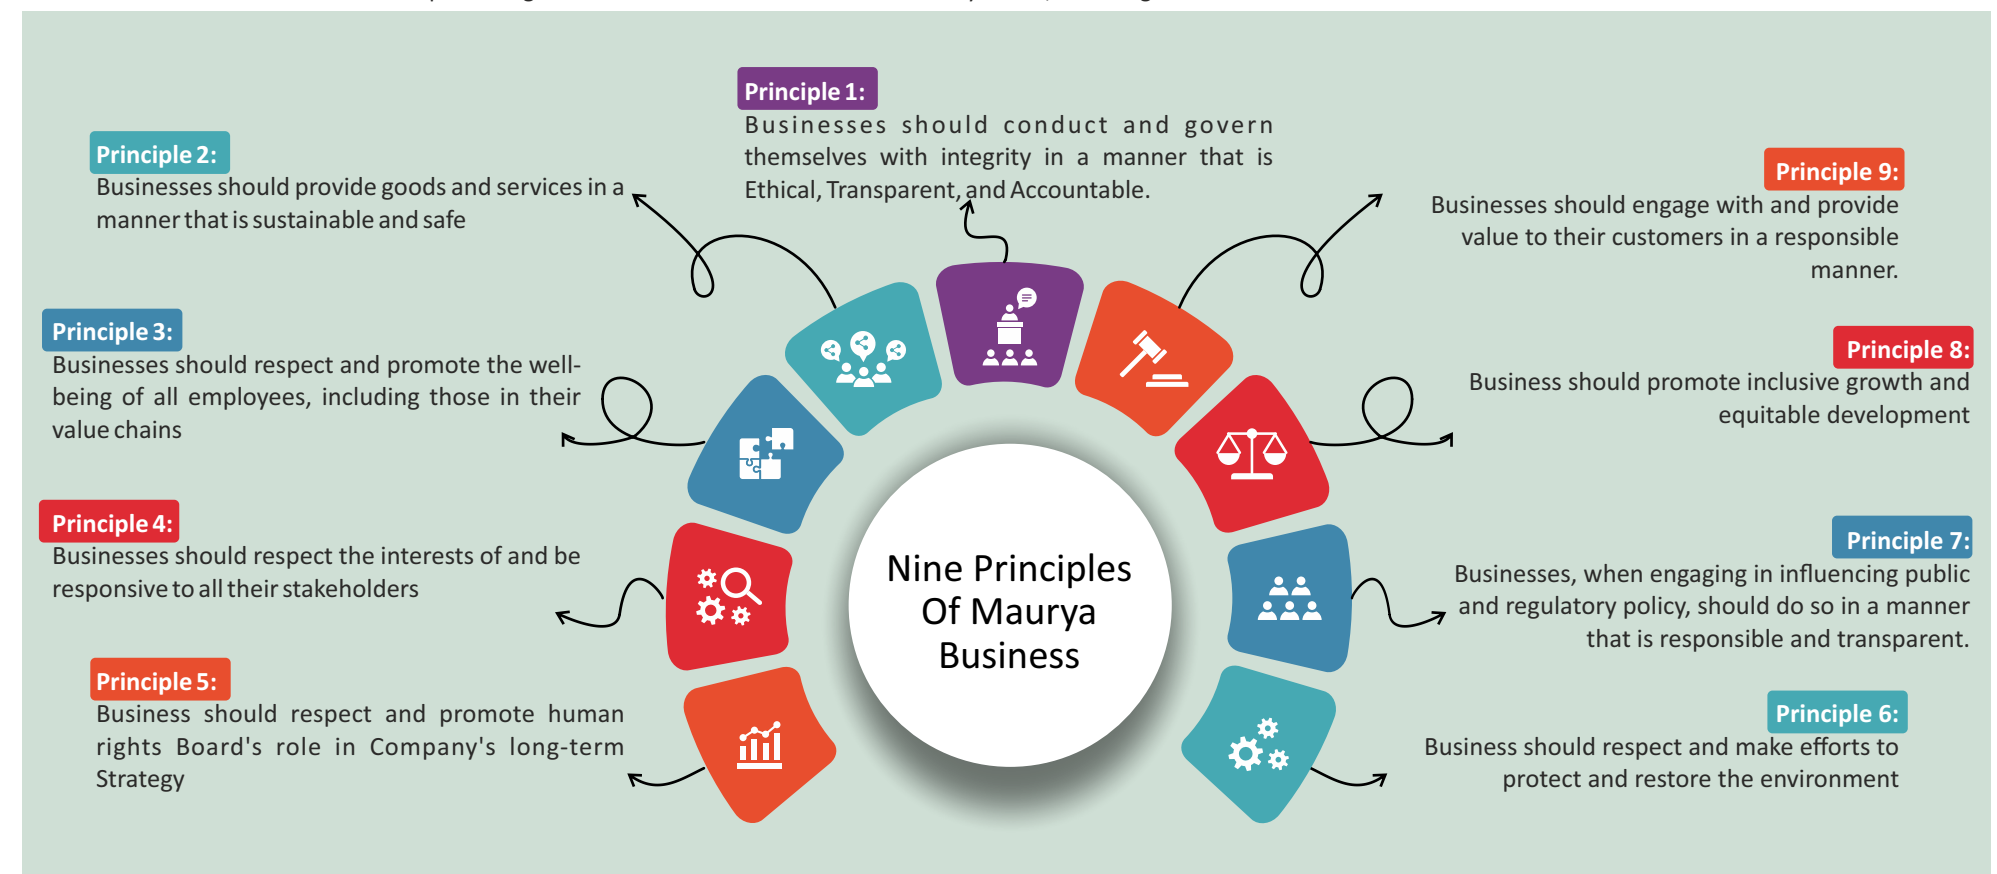 Principle 1:
Businesses should conduct and govern
themselves with integrity in a manner that is
Ethical, Transparent, and Accountable.
Principle 2:
Businesses should provide goods and services in a
manner that is sustainable and safe
Principle 3:
Businesses should respect and promote the well-
being of all employees, including those in their
value chains
Principle 4:
Businesses should respect the interests of and be
responsive to all their stakeholders
Principle 5:
Business should respect and promote human
rights Board's role in Company's long-term
Strategy
Principle 6:
Business should respect and make efforts to
protect and restore the environment
Principle 7:
Businesses, when engaging in influencing public
and regulatory policy, should do so in a manner
that is responsible and transparent.
Principle 8:
Business should promote inclusive growth and
equitable development
Principle 9:
Businesses should engage with and provide
value to their customers in a responsible
manner.
Nine Principles
Of Maurya
Business